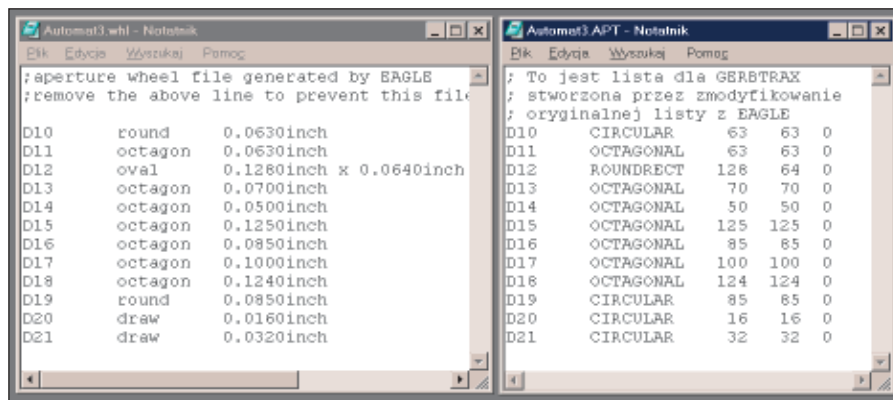 Automat3.whl - Notatnik
Plik Edycja Wyszukaj Pomoc
;aperture wheel file generated by EAGLE
;remove the above line to prevent this file
D10 round 0.0630inch
D11 octagon 0.0630inch
D12 oval 0.1280inch x 0.0640inch
D13 octagon 0.0700inch
D14 octagon 0.0500inch
D15 octagon 0.1250inch
D16 octagon 0.0850inch
D17 octagon 0.1000inch
D18 octagon 0.1240inch
D19 round 0.0850inch
D20 draw 0.0160inch
D21 draw 0.0320inch
Automat3.APT - Notatnik
Plik Edycja Wyszukaj Pomoc
; To jest lista dla GERBTRAX
; stworzona przez zmodyfikowanie
; oryginalnej listy z EAGLE
D10 CIRCULAR 63 63 0
D11 OCTAGONAL 63 63 0
D12 ROUNDRECT 128 64 0
D13 OCTAGONAL 70 70 0
D14 OCTAGONAL 50 50 0
D15 OCTAGONAL 125 125 0
D16 OCTAGONAL 85 85 0
D17 OCTAGONAL 100 100 0
D18 OCTAGONAL 124 124 0
D19 CIRCULAR 85 85 0
D20 CIRCULAR 16 16 0
D21 CIRCULAR 32 32 0